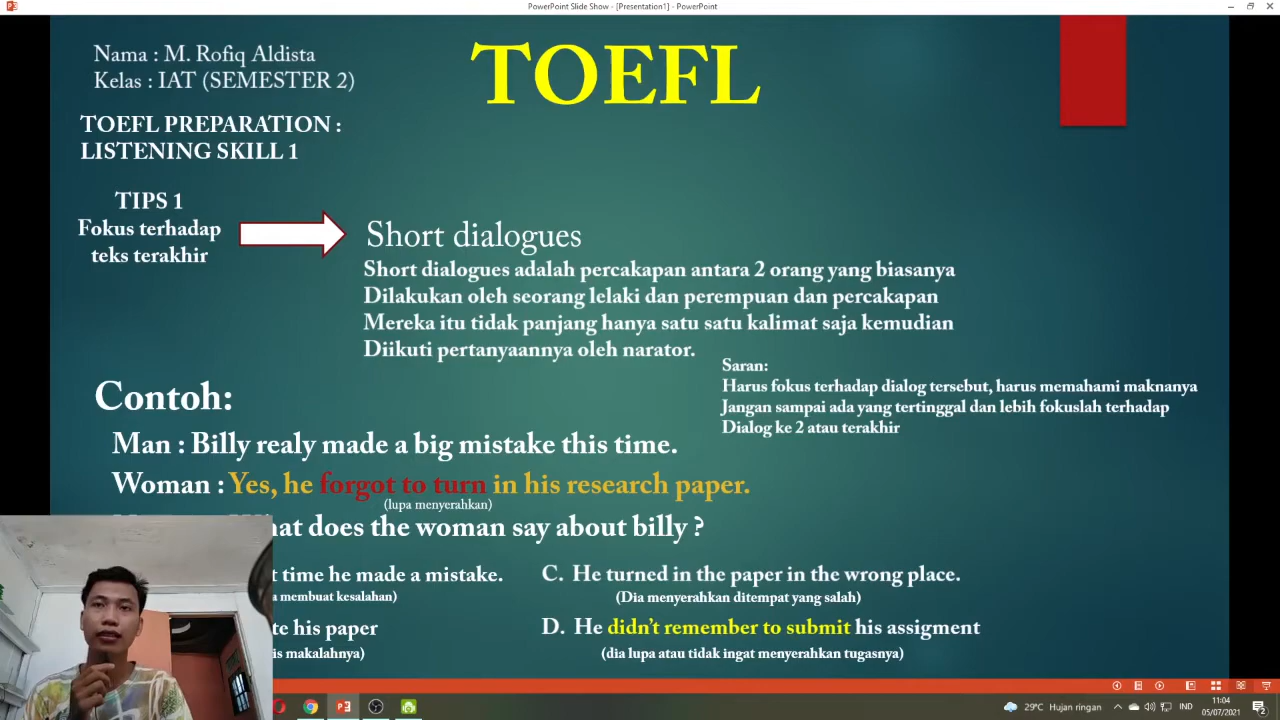 PowerPoint Slide Show - [Presentation1] - PowerPoint
Nama : M. Rofiq Aldista
Kelas : IAT (SEMESTER 2)
TOEFL
TOEFL PREPARATION :
LISTENING SKILL 1
TIPS 1
Fokus terhadap
teks terakhir
Short dialogues
Short dialogues adalah percakapan antara 2 orang yang biasanya
Dilakukan oleh seorang lelaki dan perempuan dan percakapan
Mereka itu tidak panjang hanya satu satu kalimat saja kemudian
Diikuti pertanyaannya oleh narator.
Saran:
Harus fokus terhadap dialog tersebut, harus memahami maknanya
Jangan sampai ada yang tertinggal dan lebih fokuslah terhadap
Dialog ke 2 atau terakhir
Contoh:
Man : Billy realy made a big mistake this time.
Woman : Yes, he forgot to turn in his research paper.
(lupa menyerahkan)
does the woman say about billy ?
time he made a mistake.
membuat kesalahan)
his paper
makalahnya)
C. He turned in the paper in the wrong place.
(Dia menyerahkan ditempat yang salah)
D. He didn't remember to submit his assigment
(dia lupa atau tidak ingat menyerahkan tugasnya)
29°C Hujan ringan
IND
11:04
05/07/2021
2